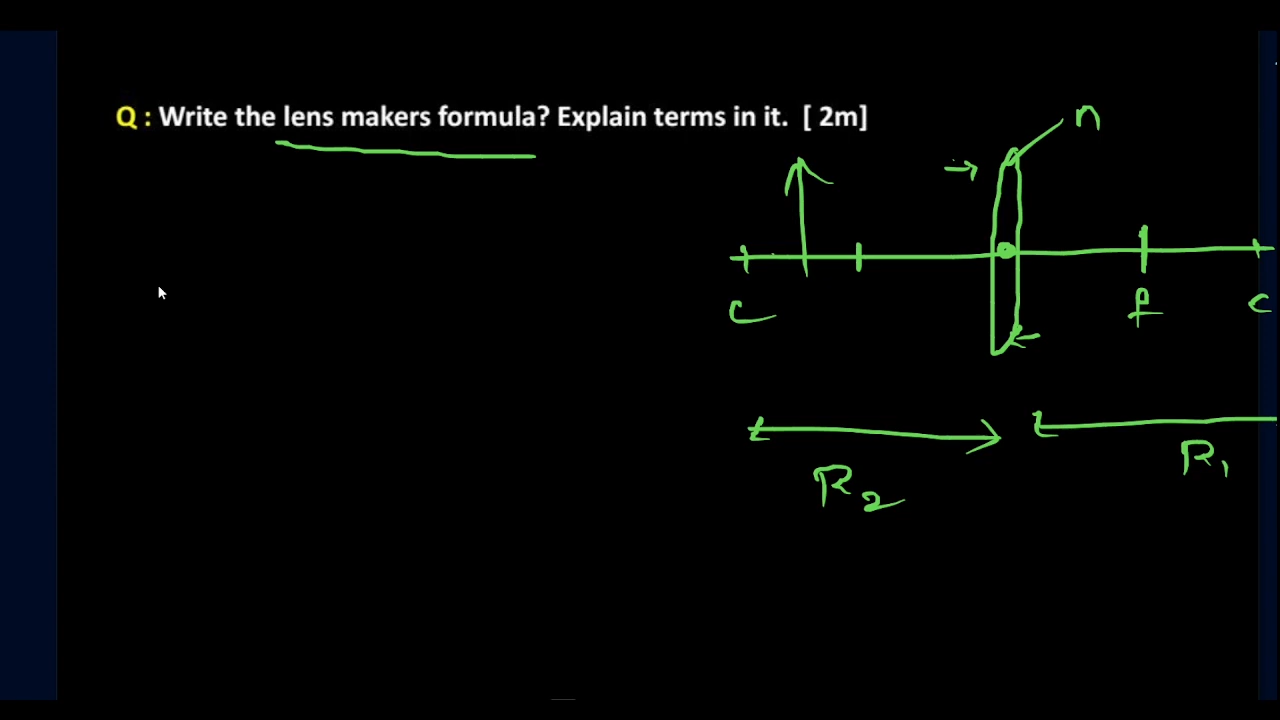 Q : Write the lens makers formula? Explain terms in it. [ 2m]
n
C f C
R2 R1